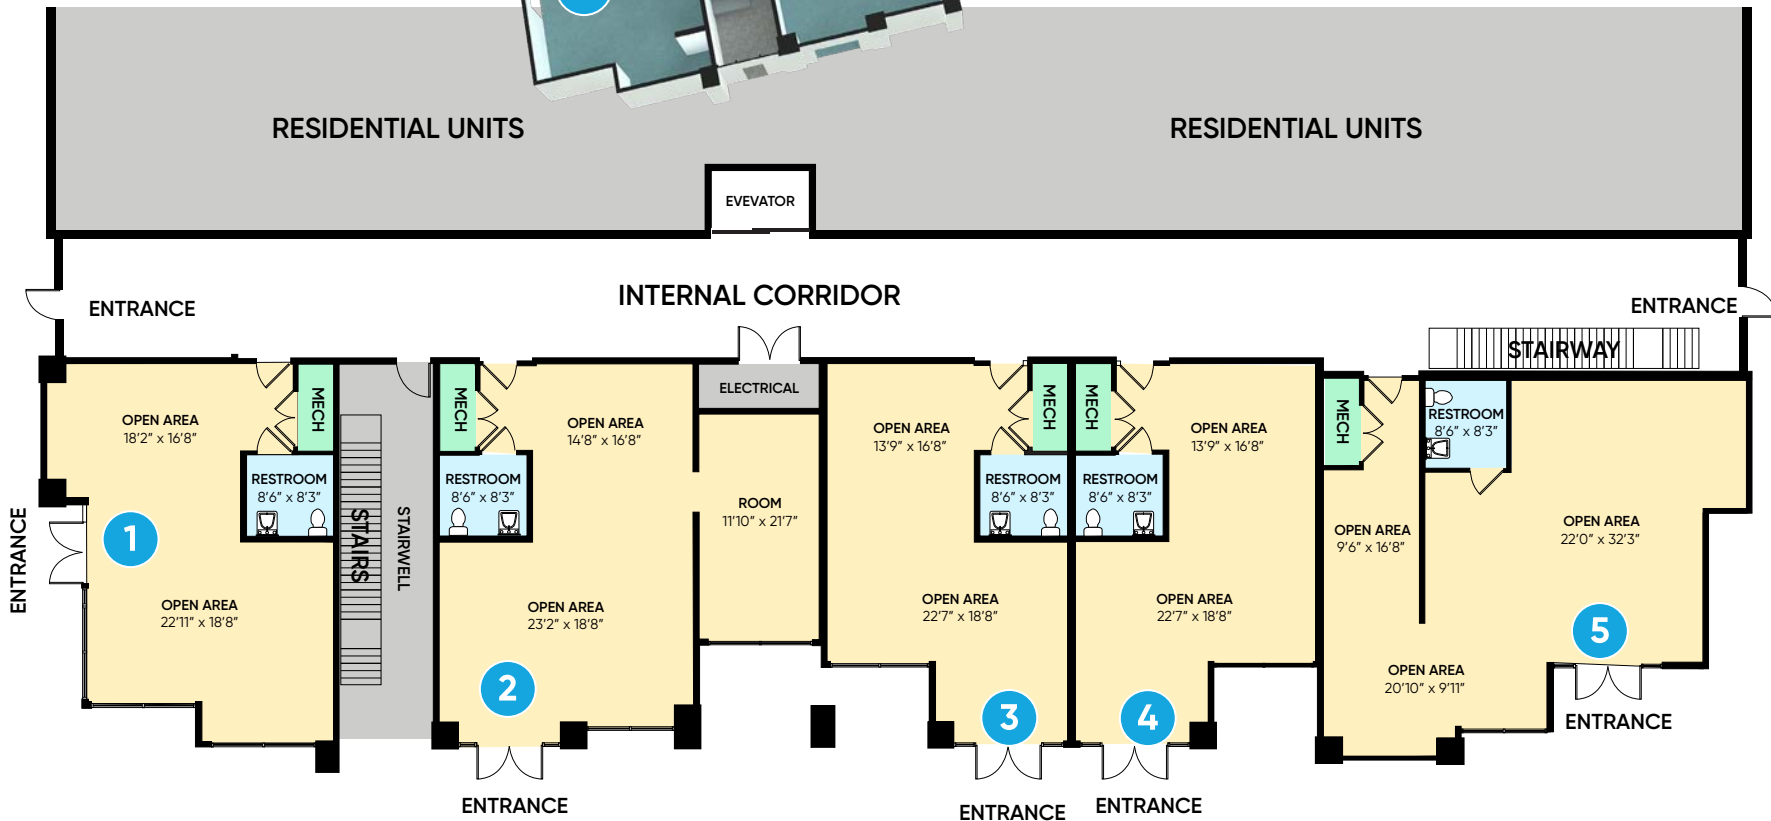 RESIDENTIAL UNITS
RESIDENTIAL UNITS
EVEVATOR
INTERNAL CORRIDOR
ENTRANCE
ENTRANCE
STAIRWAY
OPEN AREA
18'2" x 16'8"
MECH
RESTROOM
8'6" x 8'3"
ENTRANCE
1
OPEN AREA
22'11" x 18'8"
STAIRS
STAIRWELL
MECH
OPEN AREA
14'8" x 16'8"
RESTROOM
8'6" x 8'3"
OPEN AREA
23'2" x 18'8"
2
ENTRANCE
ELECTRICAL
ROOM
11'10" x 21'7"
OPEN AREA
13'9" x 16'8"
MECH
RESTROOM
8'6" x 8'3"
OPEN AREA
22'7" x 18'8"
3
ENTRANCE
MECH
OPEN AREA
13'9" x 16'8"
RESTROOM
8'6" x 8'3"
OPEN AREA
22'7" x 18'8"
4
ENTRANCE
MECH
RESTROOM
8'6" x 8'3"
OPEN AREA
9'6" x 16'8"
OPEN AREA
22'0" x 32'3"
5
OPEN AREA
20'10" x 9'11"
ENTRANCE